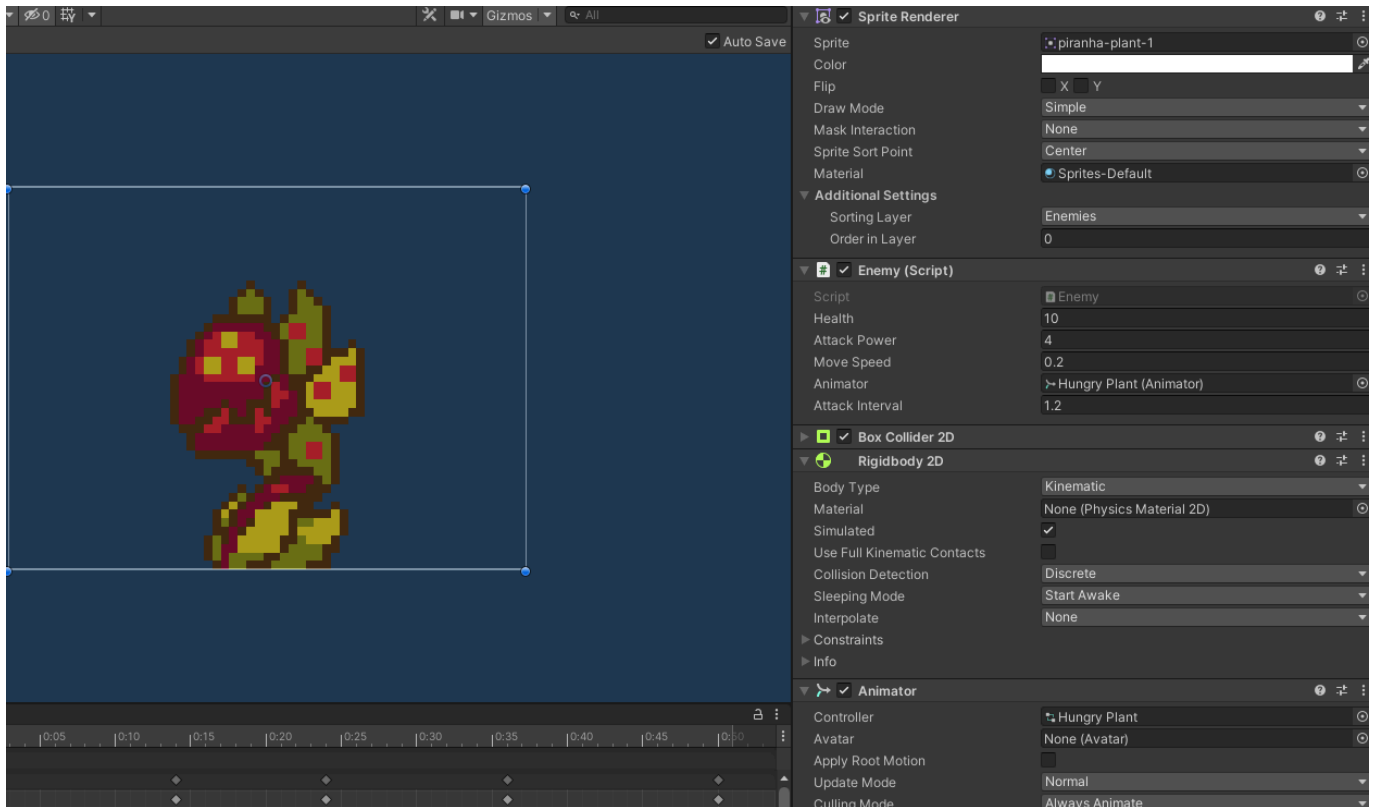 0 Gizmos All
Auto Save
Sprite Renderer
Sprite piranha-plant-1
Color
Flip X Y
Draw Mode Simple
Mask Interaction None
Sprite Sort Point Center
Material Sprites-Default
Additional Settings
Sorting Layer Enemies
Order in Layer 0
# Enemy (Script)
Script Enemy
Health 10
Attack Power 4
Move Speed 0.2
Animator Hungry Plant (Animator)
Attack Interval 1.2
Box Collider 2D
Rigidbody 2D
Body Type Kinematic
Material None (Physics Material 2D)
Simulated
Use Full Kinematic Contacts
Collision Detection Discrete
Sleeping Mode Start Awake
Interpolate None
Constraints
Info
Animator
Controller Hungry Plant
Avatar None (Avatar)
Apply Root Motion
Update Mode Normal
Culling Mode Always Animate
0:05 0:10 0:15 0:20 0:25 0:30 0:35 0:40 0:45 0:50